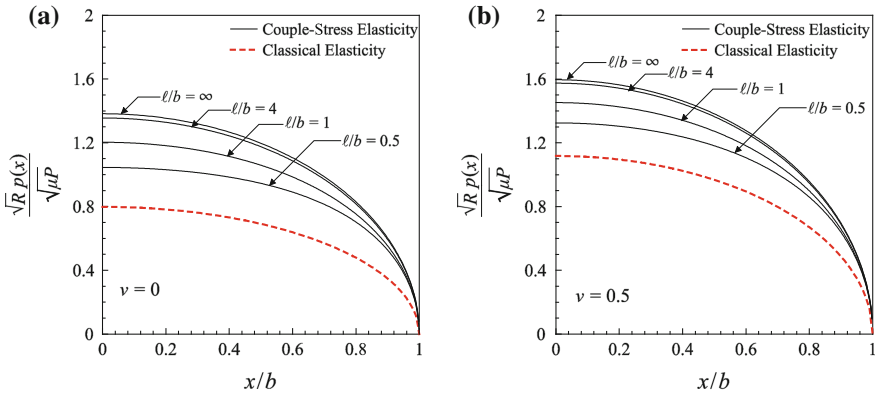 (a)
2
1.6
1.2
0.8
0.4
0
√R p(x)
√μP
Couple-Stress Elasticity
Classical Elasticity
ℓ/b = ∞
ℓ/b = 4
ℓ/b = 1
ℓ/b = 0.5
ν = 0
0 0.2 0.4 0.6 0.8 1
x/b
(b)
2
1.6
1.2
0.8
0.4
0
√R p(x)
√μP
Couple-Stress Elasticity
Classical Elasticity
ℓ/b = ∞
ℓ/b = 4
ℓ/b = 1
ℓ/b = 0.5
ν = 0.5
0 0.2 0.4 0.6 0.8 1
x/b